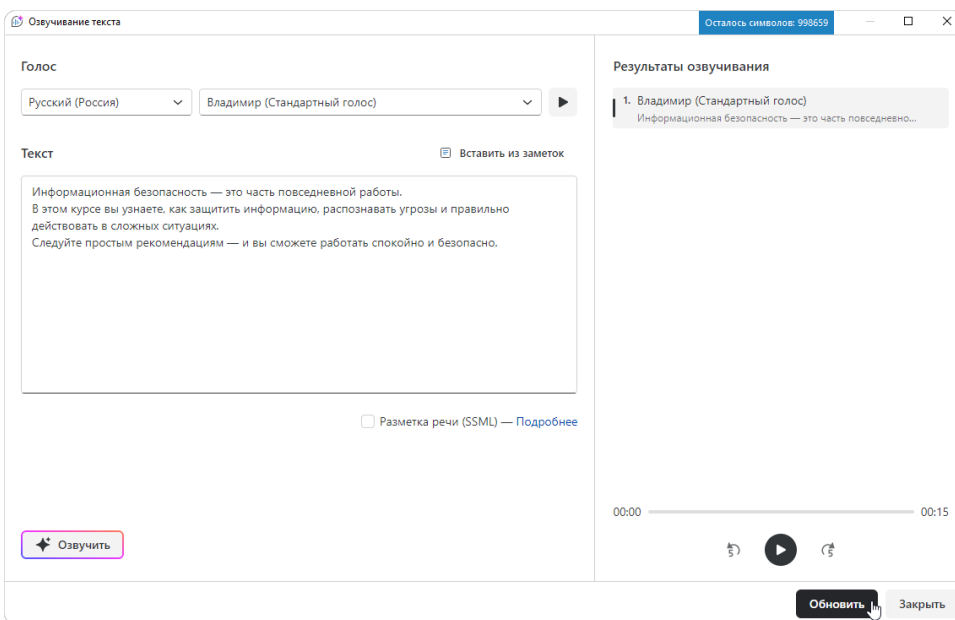 Озвучивание текста
Осталось символов: 998659
Голос
Русский (Россия)
Владимир (Стандартный голос)
Текст
Вставить из заметок
Информационная безопасность — это часть повседневной работы.
В этом курсе вы узнаете, как защитить информацию, распознавать угрозы и правильно
действовать в сложных ситуациях.
Следуйте простым рекомендациям — и вы сможете работать спокойно и безопасно.
Разметка речи (SSML) — Подробнее
Озвучить
Результаты озвучивания
1. Владимир (Стандартный голос)
Информационная безопасность — это часть повседневно...
00:00
00:15
5
5
Обновить
Закрыть